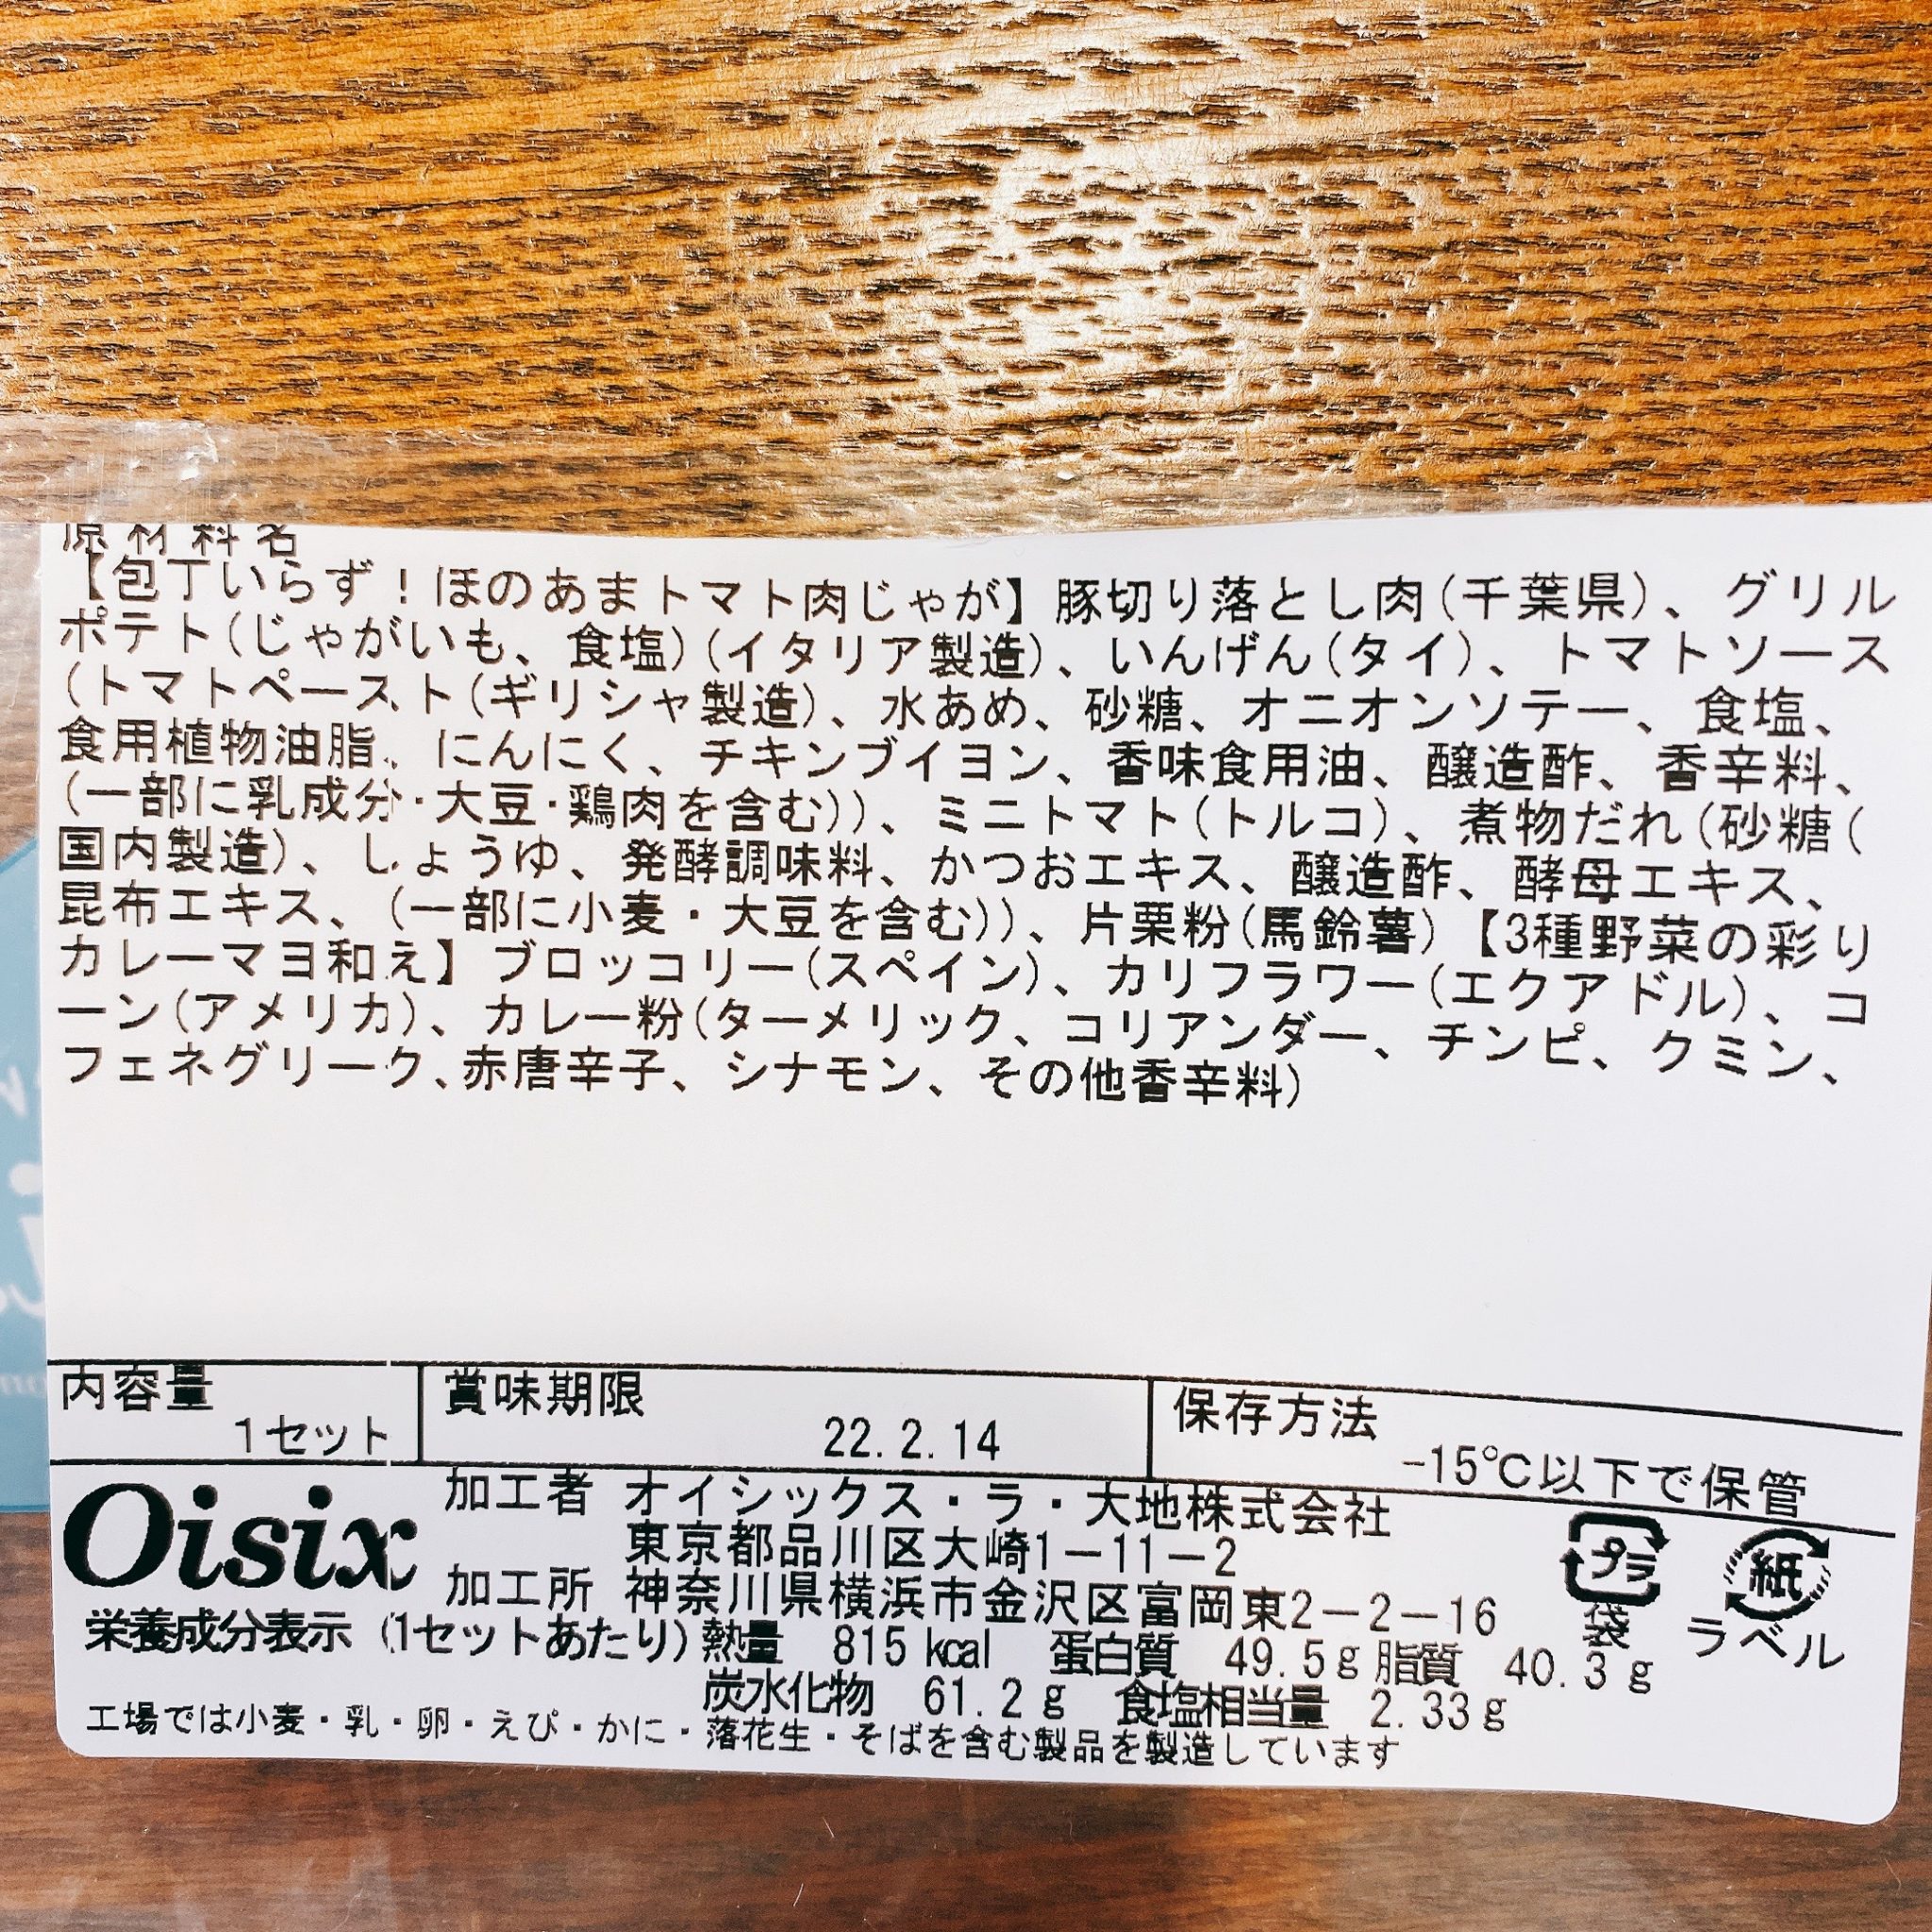 原材料名
【包丁いらず！ほのあまトマト肉じゃが】豚切り落とし肉(千葉県)、グリル
ポテト(じゃがいも、食塩)(イタリア製造)、いんげん(タイ)、トマトソース
(トマトペースト(ギリシャ製造)、水あめ、砂糖、オニオンソテー、食塩、
食用植物油脂、にんにく、チキンブイヨン、香味食用油、醸造酢、香辛料、
(一部に乳成分・大豆・鶏肉を含む))、ミニトマト(トルコ)、煮物だれ(砂糖(
国内製造)、しょうゆ、発酵調味料、かつおエキス、醸造酢、酵母エキス、
昆布エキス、(一部に小麦・大豆を含む))、片栗粉(馬鈴薯)【3種野菜の彩り
カレーマヨ和え】ブロッコリー(スペイン)、カリフラワー(エクアドル)、コ
ーン(アメリカ)、カレー粉(ターメリック、コリアンダー、チンピ、クミン、
フェネグリーク、赤唐辛子、シナモン、その他香辛料)
内容量 賞味期限 保存方法
1セット 22.2.14 -15℃以下で保管
Oisix 加工者 オイシックス・ラ・大地株式会社
東京都品川区大崎1－11－2
加工所 神奈川県横浜市金沢区富岡東2－2－16
プラ 紙
袋 ラベル
栄養成分表示 (1セットあたり) 熱量 815 kcal 蛋白質 49.5g 脂質 40.3g
炭水化物 61.2g 食塩相当量 2.33g
工場では小麦・乳・卵・えび・かに・落花生・そばを含む製品を製造しています